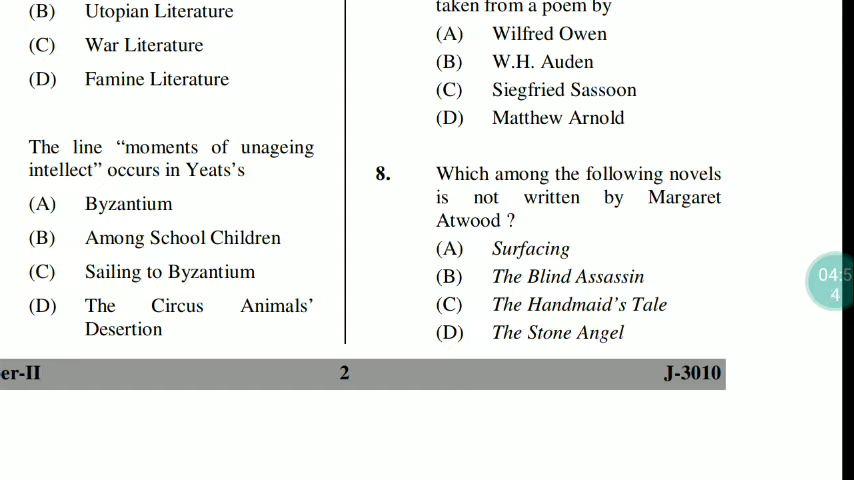 (B) Utopian Literature
(C) War Literature
(D) Famine Literature
The line “moments of unageing
intellect” occurs in Yeats’s
(A) Byzantium
(B) Among School Children
(C) Sailing to Byzantium
(D) The Circus Animals’
Desertion
taken from a poem by
(A) Wilfred Owen
(B) W.H. Auden
(C) Siegfried Sassoon
(D) Matthew Arnold
8. Which among the following novels
is not written by Margaret
Atwood ?
(A) Surfacing
(B) The Blind Assassin
(C) The Handmaid’s Tale
(D) The Stone Angel
er-II 2 J-3010
04:5
4